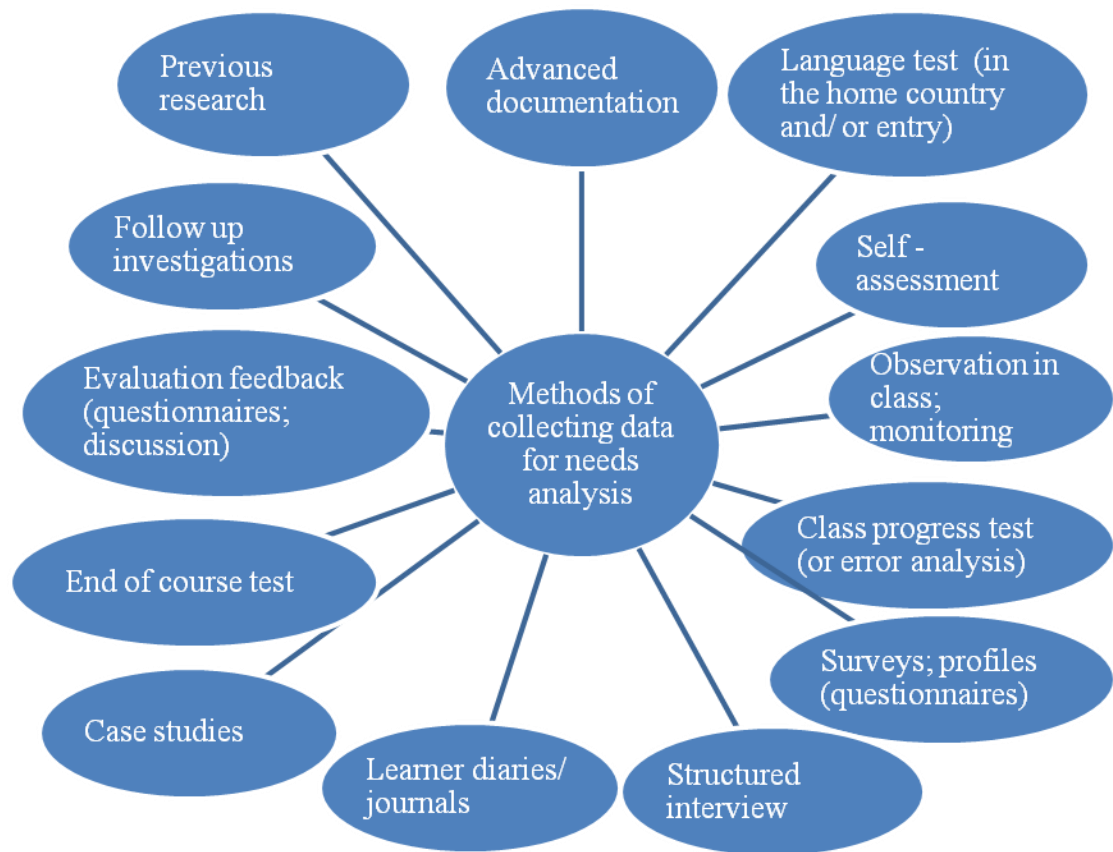 Previous
research
Advanced
documentation
Language test (in
the home country
and/ or entry)
Follow up
investigations
Self -
assessment
Evaluation feedback
(questionnaires;
discussion)
Methods of
collecting data
for needs
analysis
Observation in
class;
monitoring
End of course test
Class progress test
(or error analysis)
Case studies
Surveys; profiles
(questionnaires)
Learner diaries/
journals
Structured
interview